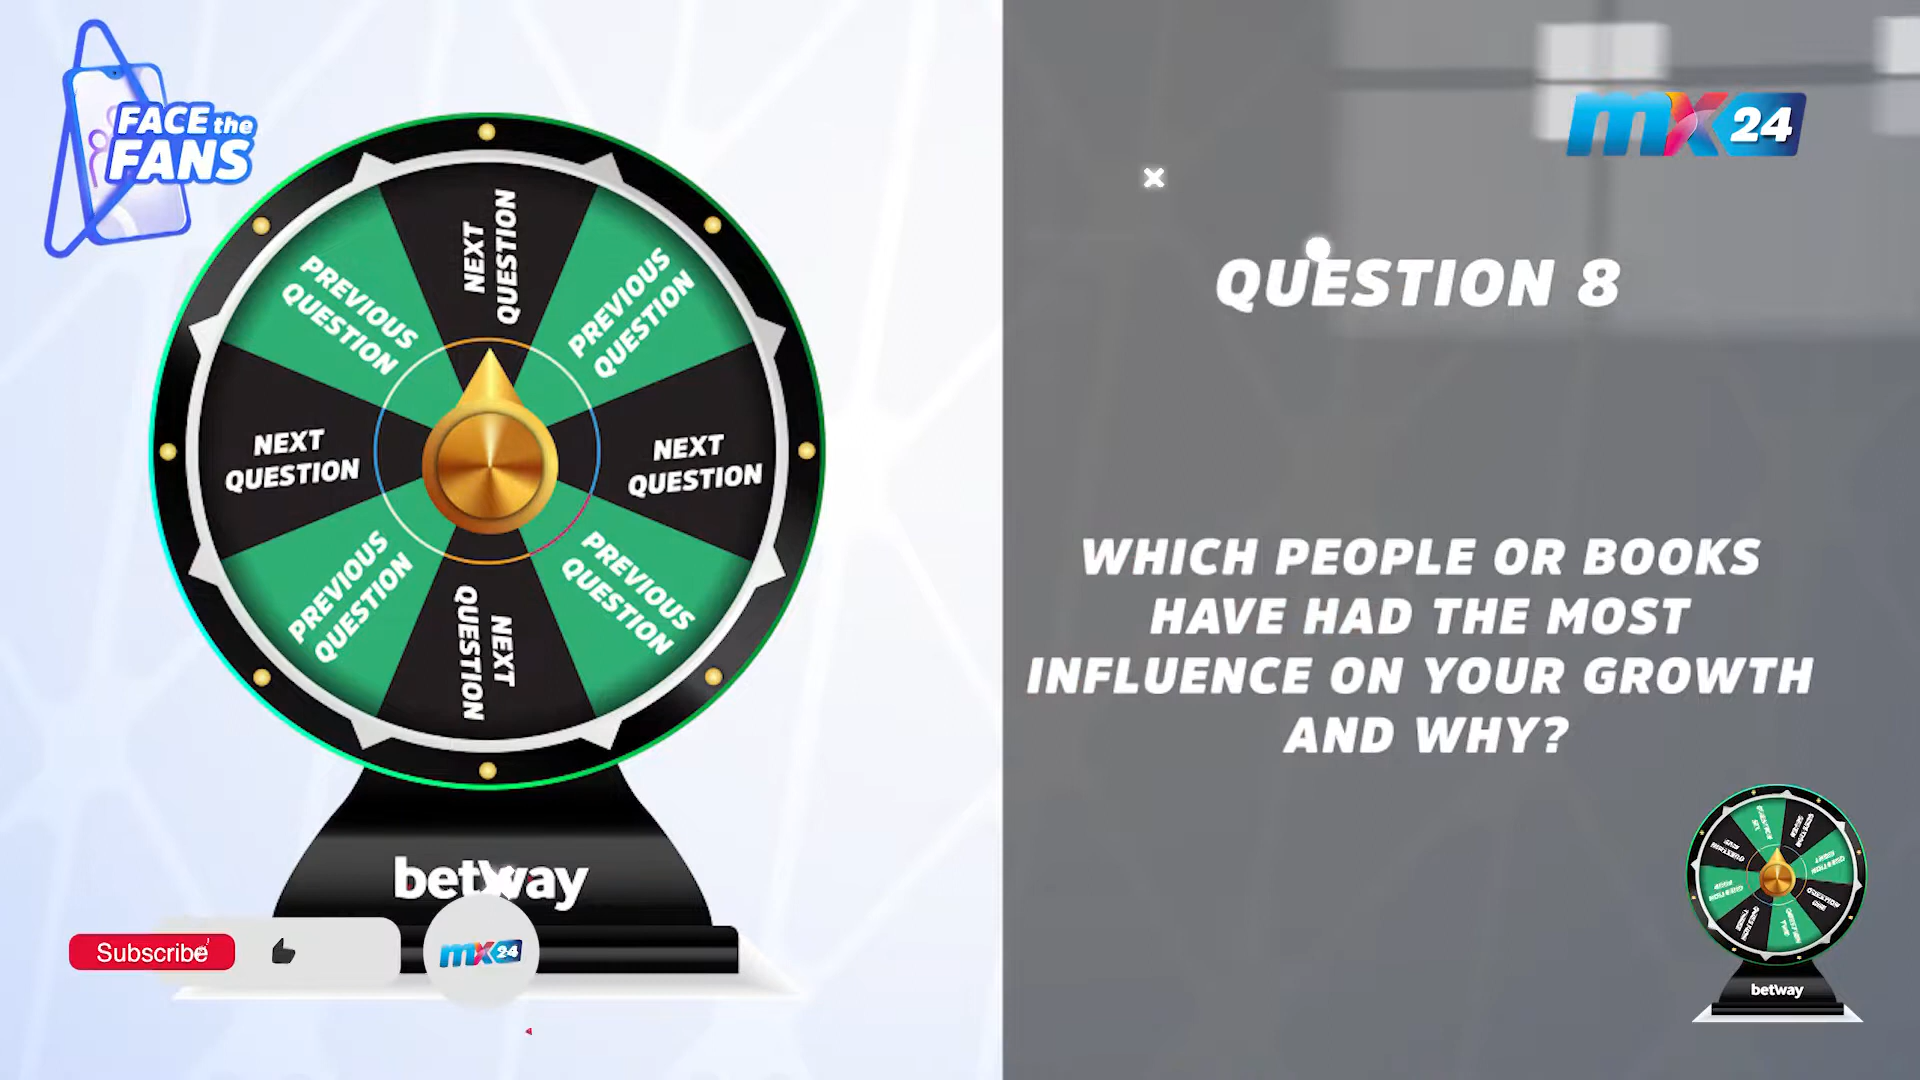 FACE the
FANS
NEXT
QUESTION
PREVIOUS
QUESTION
NEXT
QUESTION
PREVIOUS
QUESTION
NEXT
QUESTION
PREVIOUS
QUESTION
NEXT
QUESTION
PREVIOUS
QUESTION
betway
Subscribe
mx24
mx24
QUESTION 8
WHICH PEOPLE OR BOOKS
HAVE HAD THE MOST
INFLUENCE ON YOUR GROWTH
AND WHY?
betway